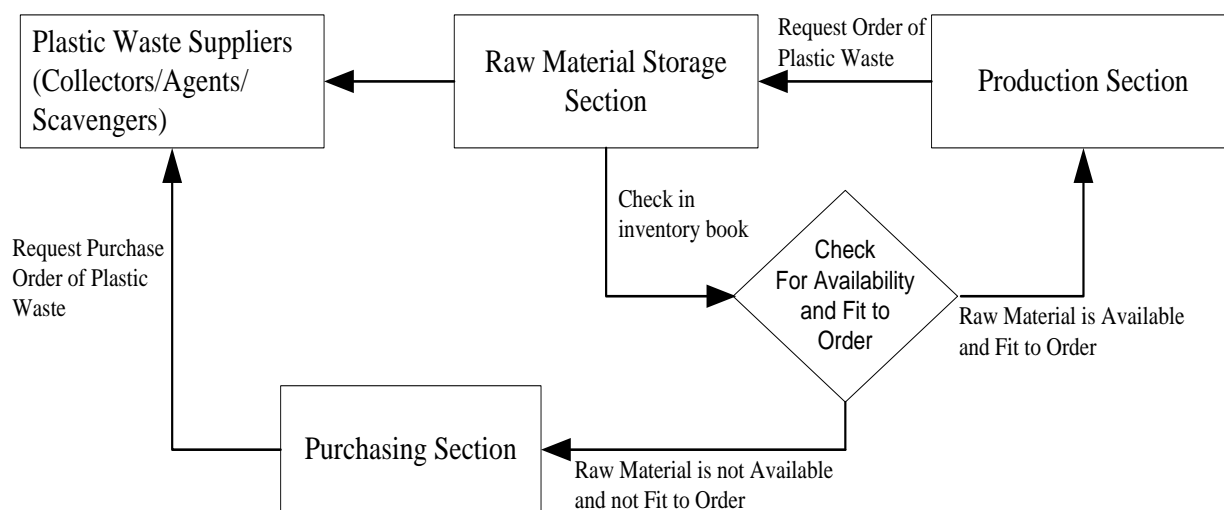 Plastic Waste Suppliers
(Collectors/Agents/
Scavengers)
Raw Material Storage
Section
Request Order of
Plastic Waste
Production Section
Check in
inventory book
Request Purchase
Order of Plastic
Waste
Check
For Availability
and Fit to
Order
Raw Material is Available
and Fit to Order
Purchasing Section
Raw Material is not Available
and not Fit to Order